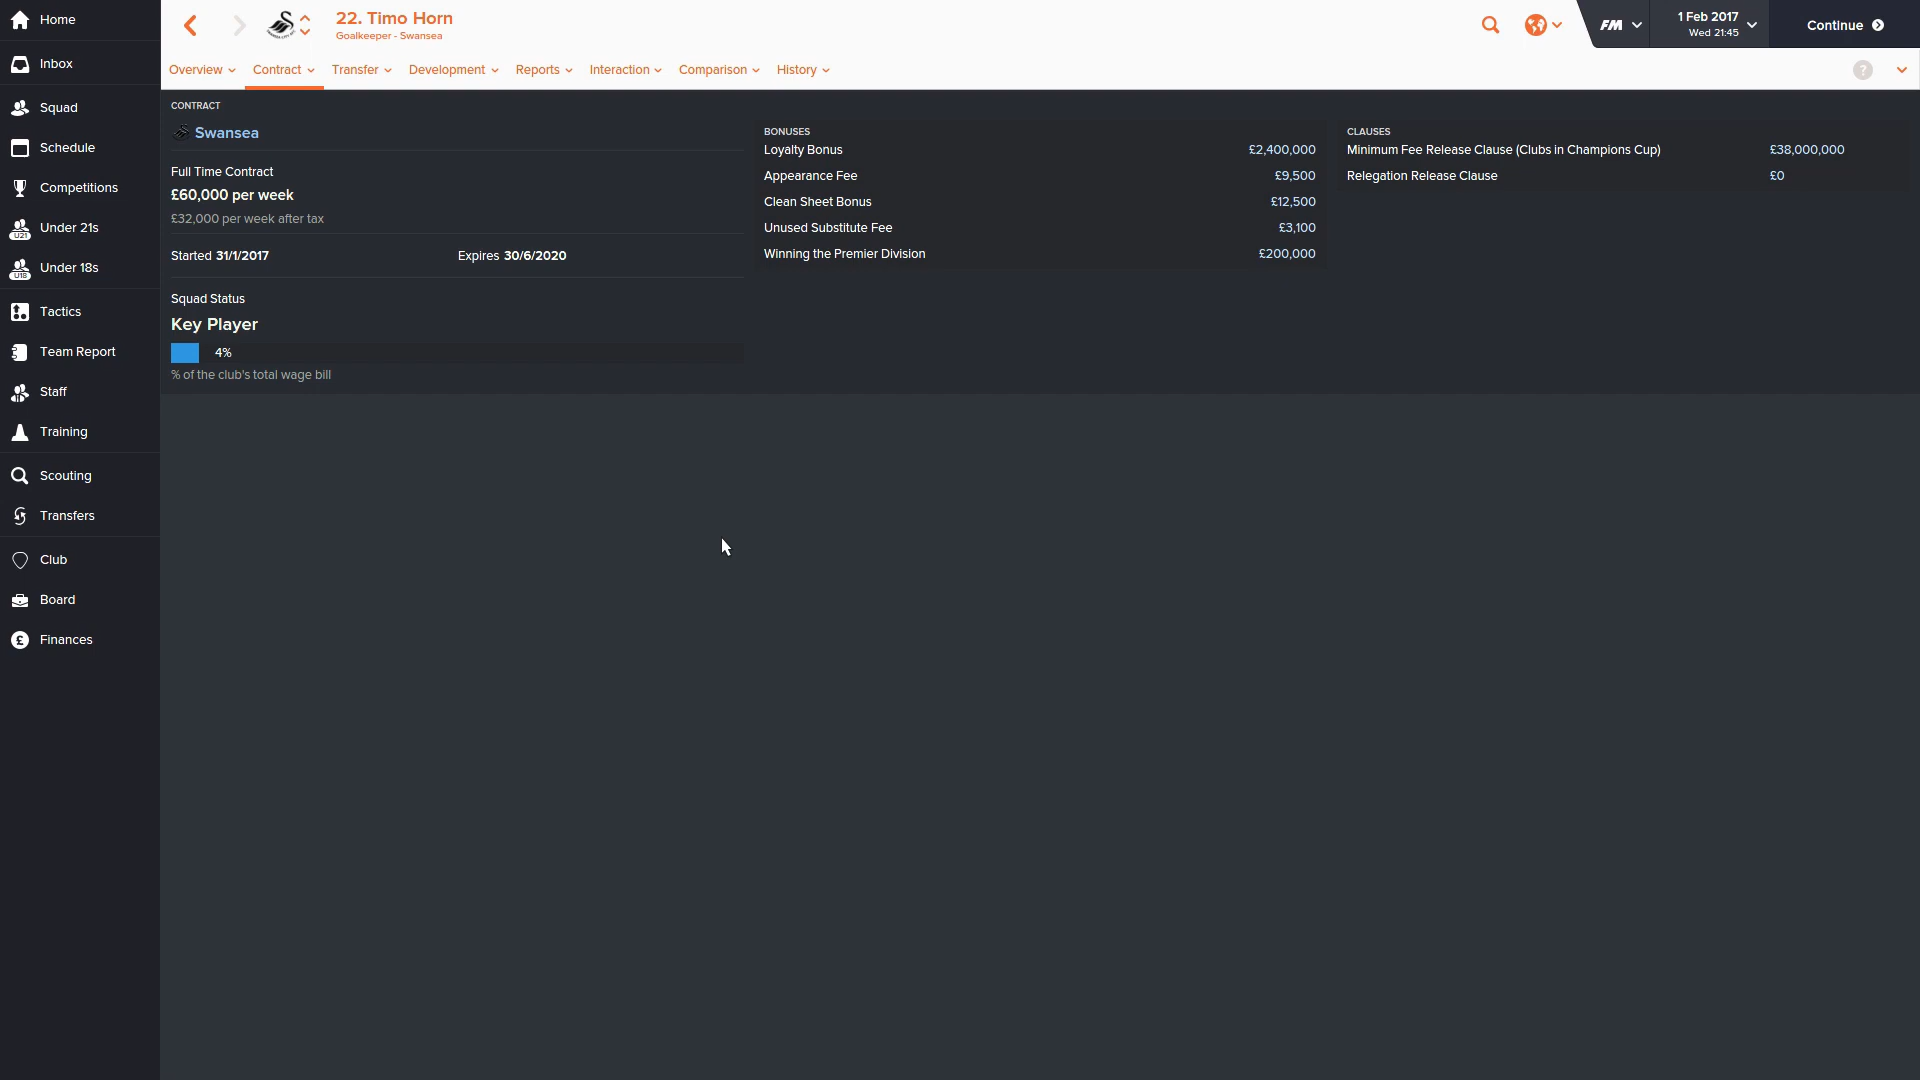 Home
Inbox
Squad
Schedule
Competitions
U21
Under 21s
U18
Under 18s
Tactics
Team Report
Staff
Training
Scouting
Transfers
Club
Board
Finances
22. Timo Horn
Goalkeeper - Swansea
FM
1 Feb 2017
Wed 21:45
Continue
Overview
Contract
Transfer
Development
Reports
Interaction
Comparison
History
?
CONTRACT
Swansea
Full Time Contract
£60,000 per week
£32,000 per week after tax
Started 31/1/2017
Expires 30/6/2020
Squad Status
Key Player
4%
% of the club's total wage bill
BONUSES
Loyalty Bonus £2,400,000
Appearance Fee £9,500
Clean Sheet Bonus £12,500
Unused Substitute Fee £3,100
Winning the Premier Division £200,000
CLAUSES
Minimum Fee Release Clause (Clubs in Champions Cup) £38,000,000
Relegation Release Clause £0